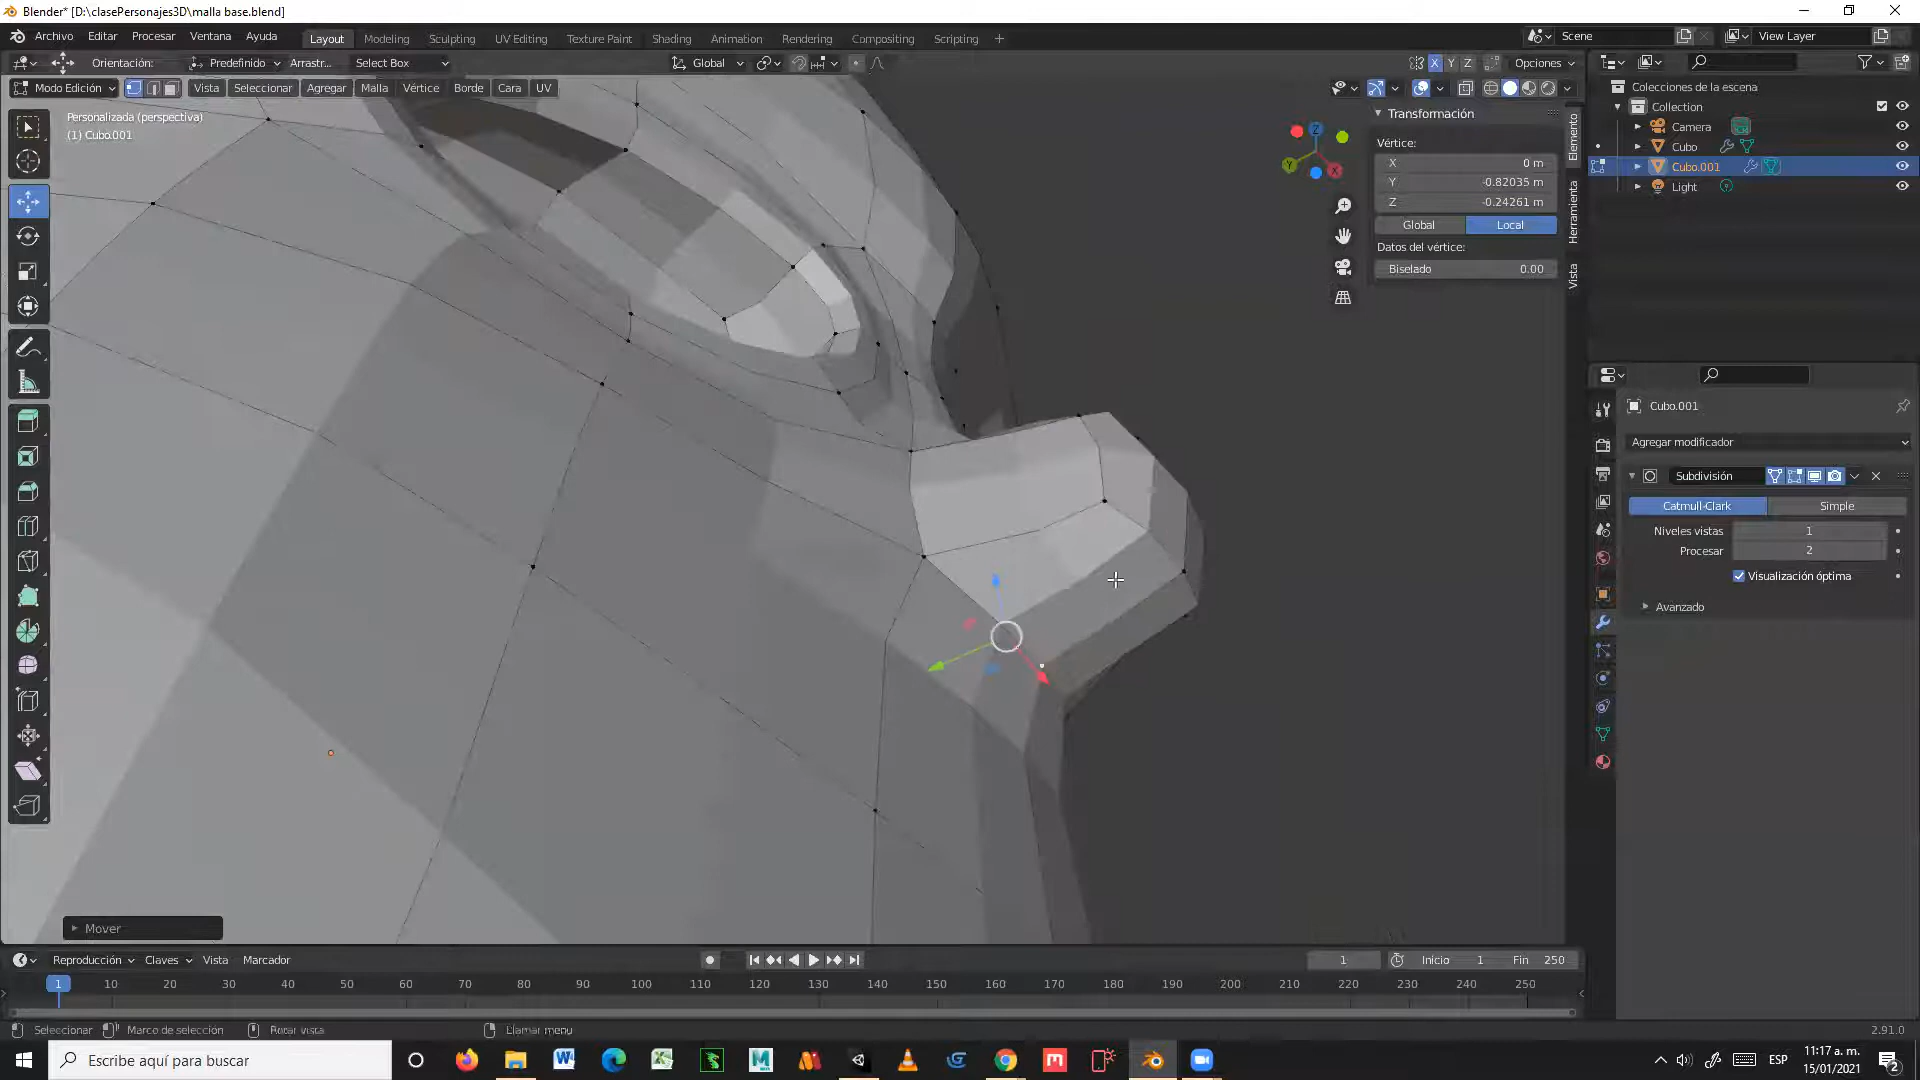 Blender* [D:\clasePersonajes3D\malla base.blend]
Archivo Editar Procesar Ventana Ayuda Layout Modeling Sculpting UV Editing Texture Paint Shading Animation Rendering Compositing Scripting + Scene View Layer
Orientación: Predefinido Arrastr... Select Box Global X Y Z Opciones
Modo Edición Vista Seleccionar Agregar Malla Vértice Borde Cara UV
Personalizada (perspectiva)
(1) Cubo.001
Transformación
Vértice:
X 0 m
Y -0.82035 m
Z -0.24261 m
Global Local
Datos del vértice:
Biselado 0.00
Elemento
Herramienta
Vista
Z
Y
X
Colecciones de la escena
Collection
Camera
Cubo
Cubo.001
Light
Cubo.001
Agregar modificador
Subdivisión
Catmull-Clark Simple
Niveles vistas 1
Procesar 2
Visualización óptima
Avanzado
Mover
Reproducción Claves Vista Marcador 1 Inicio 1 Fin 250
1 10 20 30 40 50 60 70 80 90 100 110 120 130 140 150 160 170 180 190 200 210 220 230 240 250
Seleccionar Marco de selección Rotar vista Llamar menú 2.91.0
Escribe aquí para buscar
ESP
11:17 a. m.
15/01/2021
2